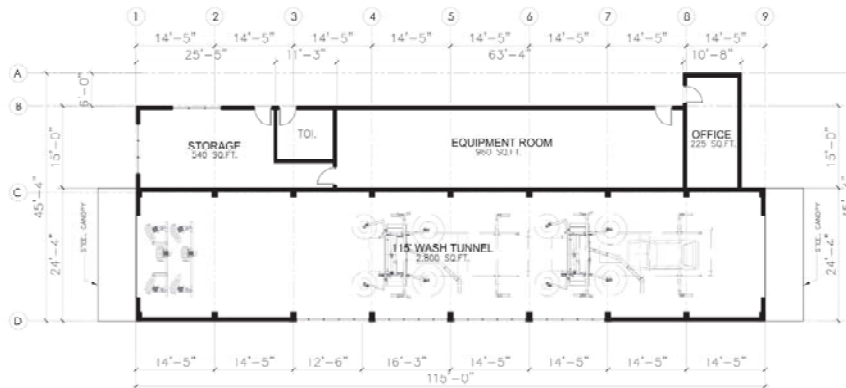 1 2 3 4 5 6 7 8 9
14'-5" 14'-5" 14'-5" 14'-5" 14'-5" 14'-5" 14'-5" 14'-5"
11'-3" 63'-4" 10'-8"
A
6'-0"
B
TOI.
STORAGE
540 SQ.FT.
EQUIPMENT ROOM
960 SQ.FT.
OFFICE
225 SQ.FT.
15'-0" 15'-0"
C
45'-4"
STEEL CANOPY
24'-4"
115' WASH TUNNEL
2,800 SQ.FT.
STEEL CANOPY
24'-4"
D
14'-5" 14'-5" 12'-6" 16'-3" 14'-5" 14'-5" 14'-5" 14'-5"
115'-0"